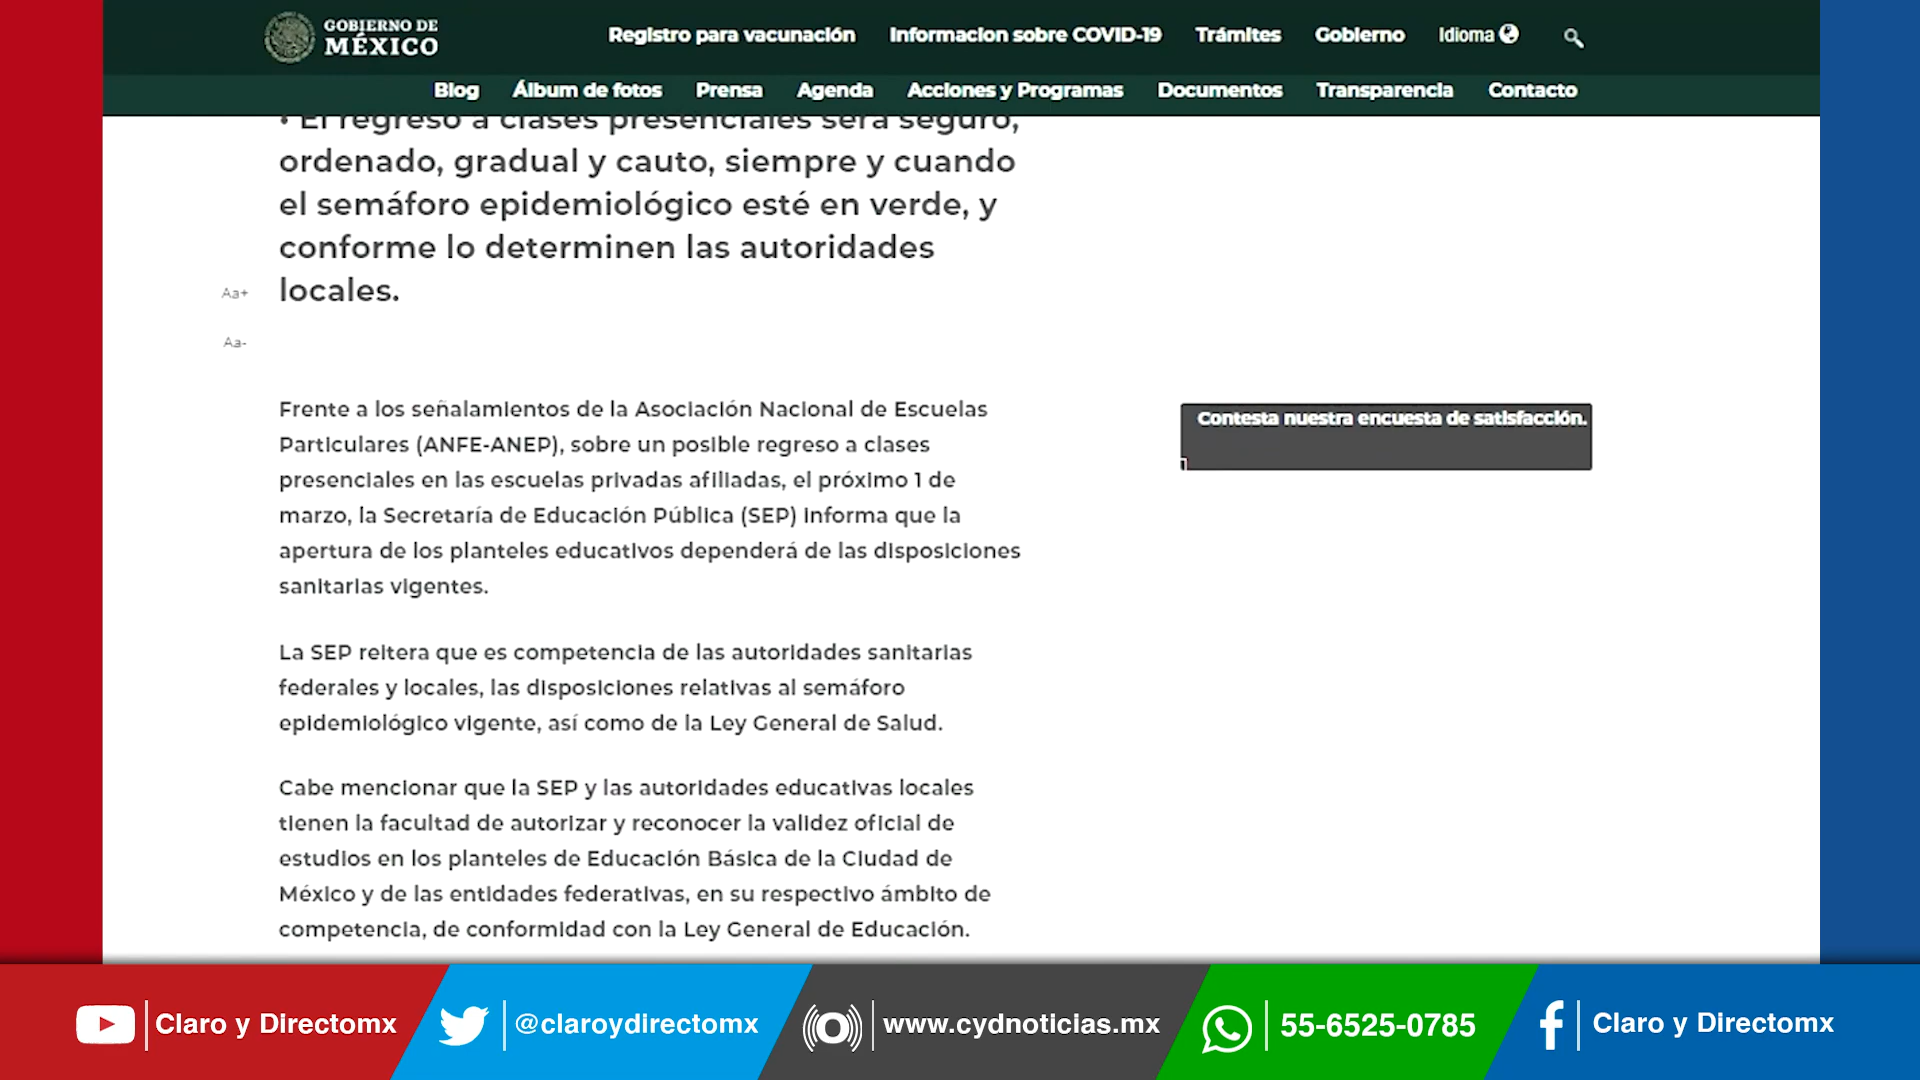 GOBIERNO DE
MÉXICO
Registro para vacunación Informacion sobre COVID-19 Trámites Gobierno Idioma
Blog Álbum de fotos Prensa Agenda Acciones y Programas Documentos Transparencia Contacto
• El regreso a clases presenciales será seguro,
ordenado, gradual y cauto, siempre y cuando
el semáforo epidemiológico esté en verde, y
conforme lo determinen las autoridades
locales.
Aa+
Aa-
Frente a los señalamientos de la Asociación Nacional de Escuelas
Particulares (ANFE-ANEP), sobre un posible regreso a clases
presenciales en las escuelas privadas afiliadas, el próximo 1 de
marzo, la Secretaría de Educación Pública (SEP) informa que la
apertura de los planteles educativos dependerá de las disposiciones
sanitarias vigentes.
Contesta nuestra encuesta de satisfacción.
La SEP reitera que es competencia de las autoridades sanitarias
federales y locales, las disposiciones relativas al semáforo
epidemiológico vigente, así como de la Ley General de Salud.
Cabe mencionar que la SEP y las autoridades educativas locales
tienen la facultad de autorizar y reconocer la validez oficial de
estudios en los planteles de Educación Básica de la Ciudad de
México y de las entidades federativas, en su respectivo ámbito de
competencia, de conformidad con la Ley General de Educación.
Claro y Directomx
@claroydirectomx
www.cydnoticias.mx
55-6525-0785
Claro y Directomx